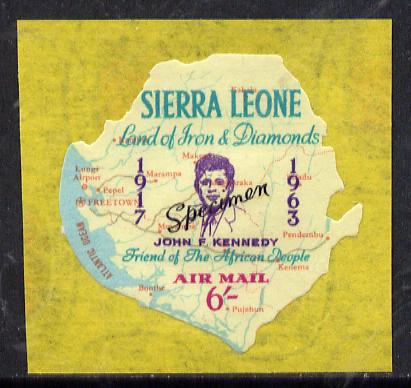 Kabala
SIERRA LEONE
Land of Iron & Diamonds
Lungi
Airport
Pepel
FREETOWN
Marampa
1917
1963
Specimen
JOHN F KENNEDY
Pendembu
Kenema
Friend of The African People
ATLANTIC OCEAN
AIR MAIL
6/-
Bonthe
Pujehun